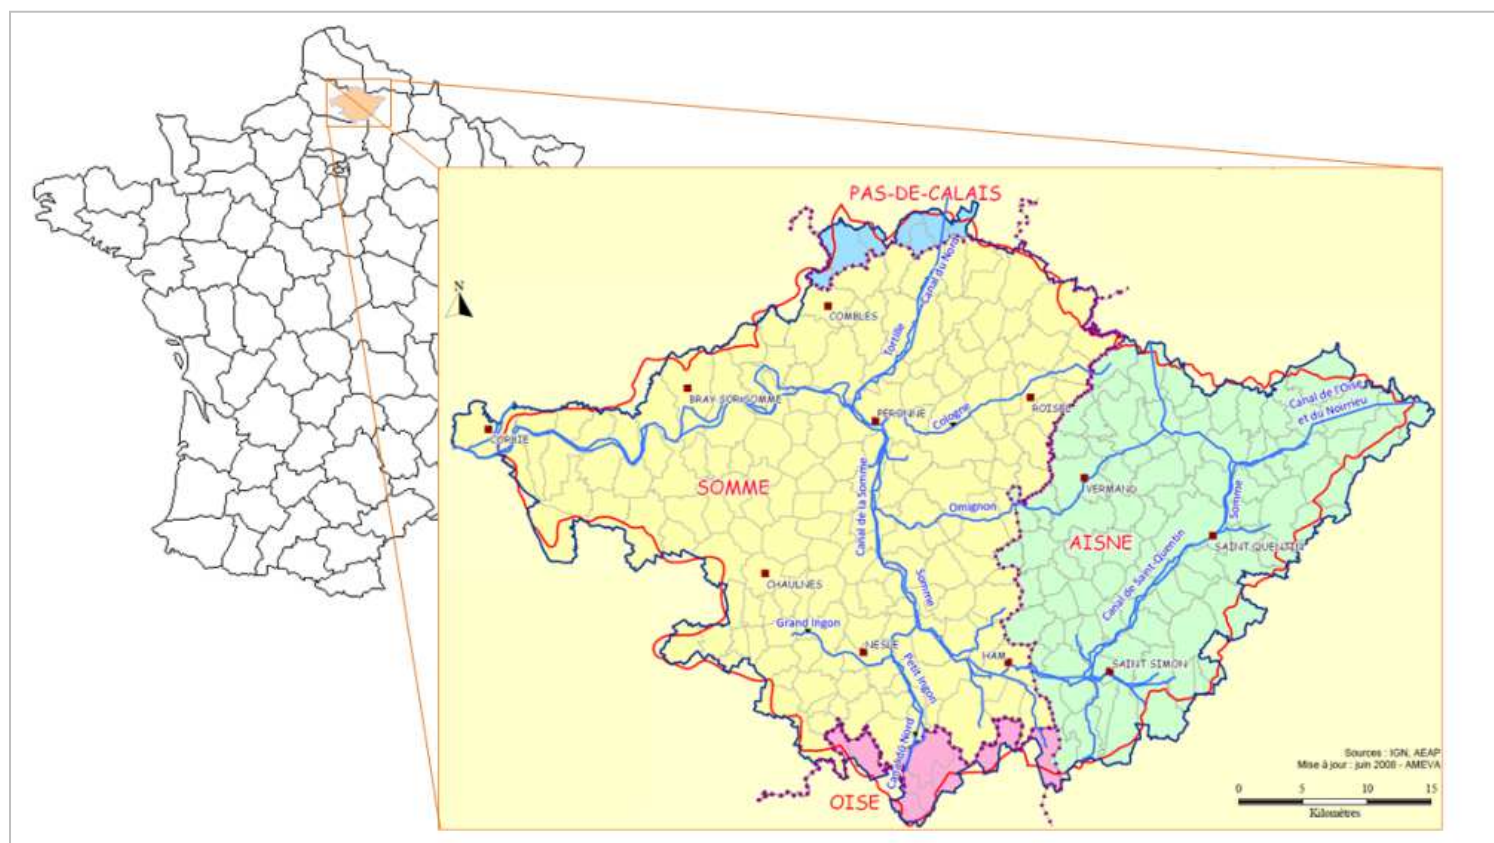 PAS-DE-CALAIS
N
Canal du Nord
COMBLES
Tortille
Canal de l'Oise
et du Noirrieu
BRAY-SUR-SOMME
ROISEL
PERONNE
Cologne
CORBIE
SOMME
VERMAND
Canal de la Somme
Omignon
Somme
AISNE
SAINT QUENTIN
Canal de Saint-Quentin
CHAULNES
Somme
Grand Ingon
NESLE
HAM
Petit Ingon
SAINT SIMON
Canal du Nord
Sources : IGN, AEAP
Mise à jour : juin 2008 - AMEVA
OISE
0 5 10 15
Kilomètres